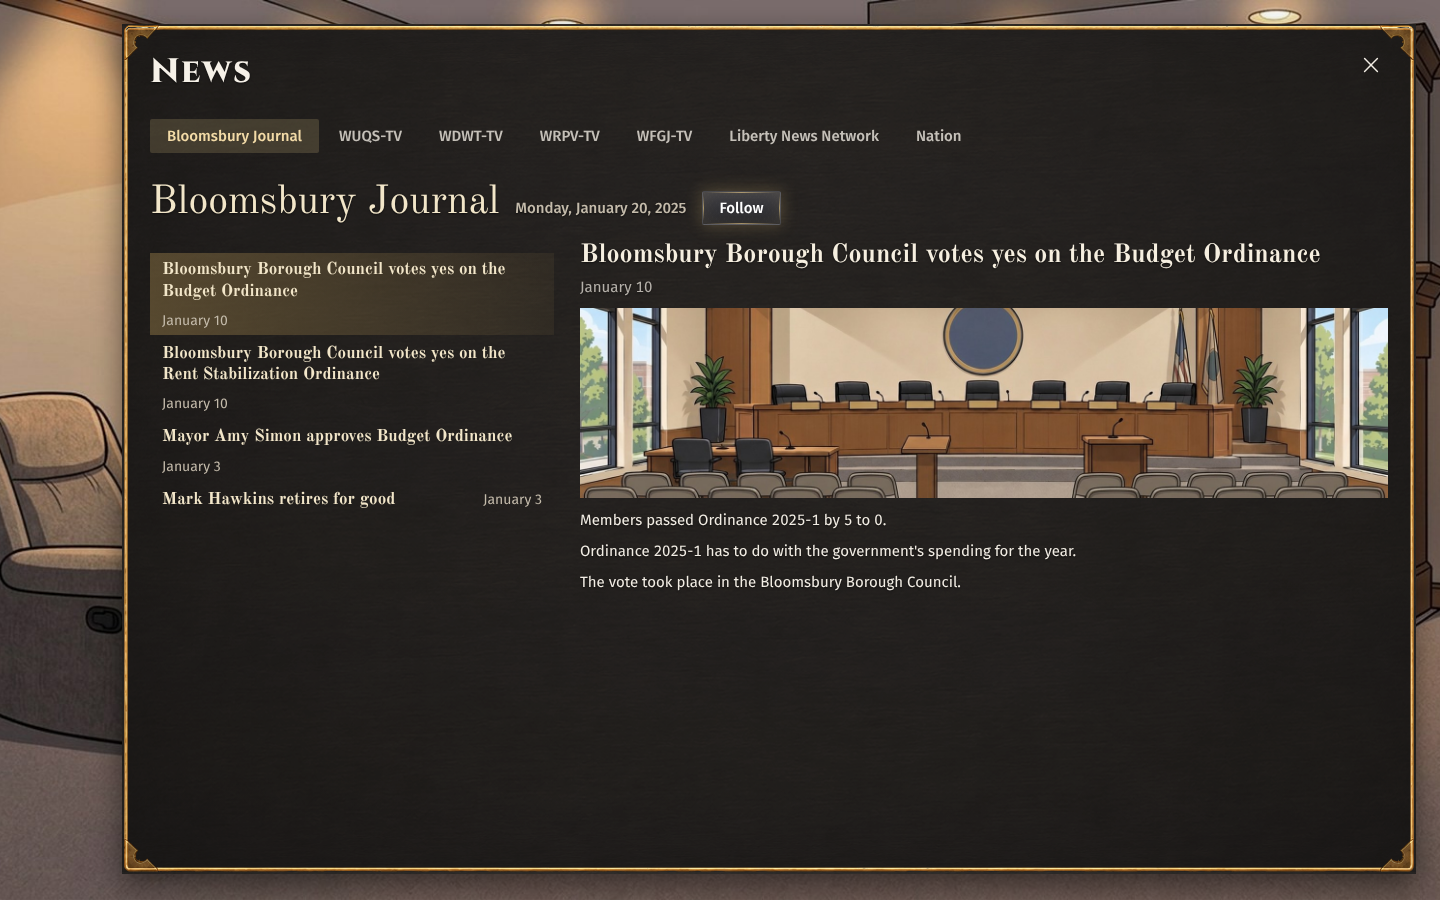 News
Bloomsbury Journal
WUQS-TV
WDWT-TV
WRPV-TV
WFGJ-TV
Liberty News Network
Nation
Bloomsbury Journal
Monday, January 20, 2025
Follow
Bloomsbury Borough Council votes yes on the
Budget Ordinance
January 10
Bloomsbury Borough Council votes yes on the
Rent Stabilization Ordinance
January 10
Mayor Amy Simon approves Budget Ordinance
January 3
Mark Hawkins retires for good
January 3
Bloomsbury Borough Council votes yes on the Budget Ordinance
January 10
Members passed Ordinance 2025-1 by 5 to 0.
Ordinance 2025-1 has to do with the government's spending for the year.
The vote took place in the Bloomsbury Borough Council.